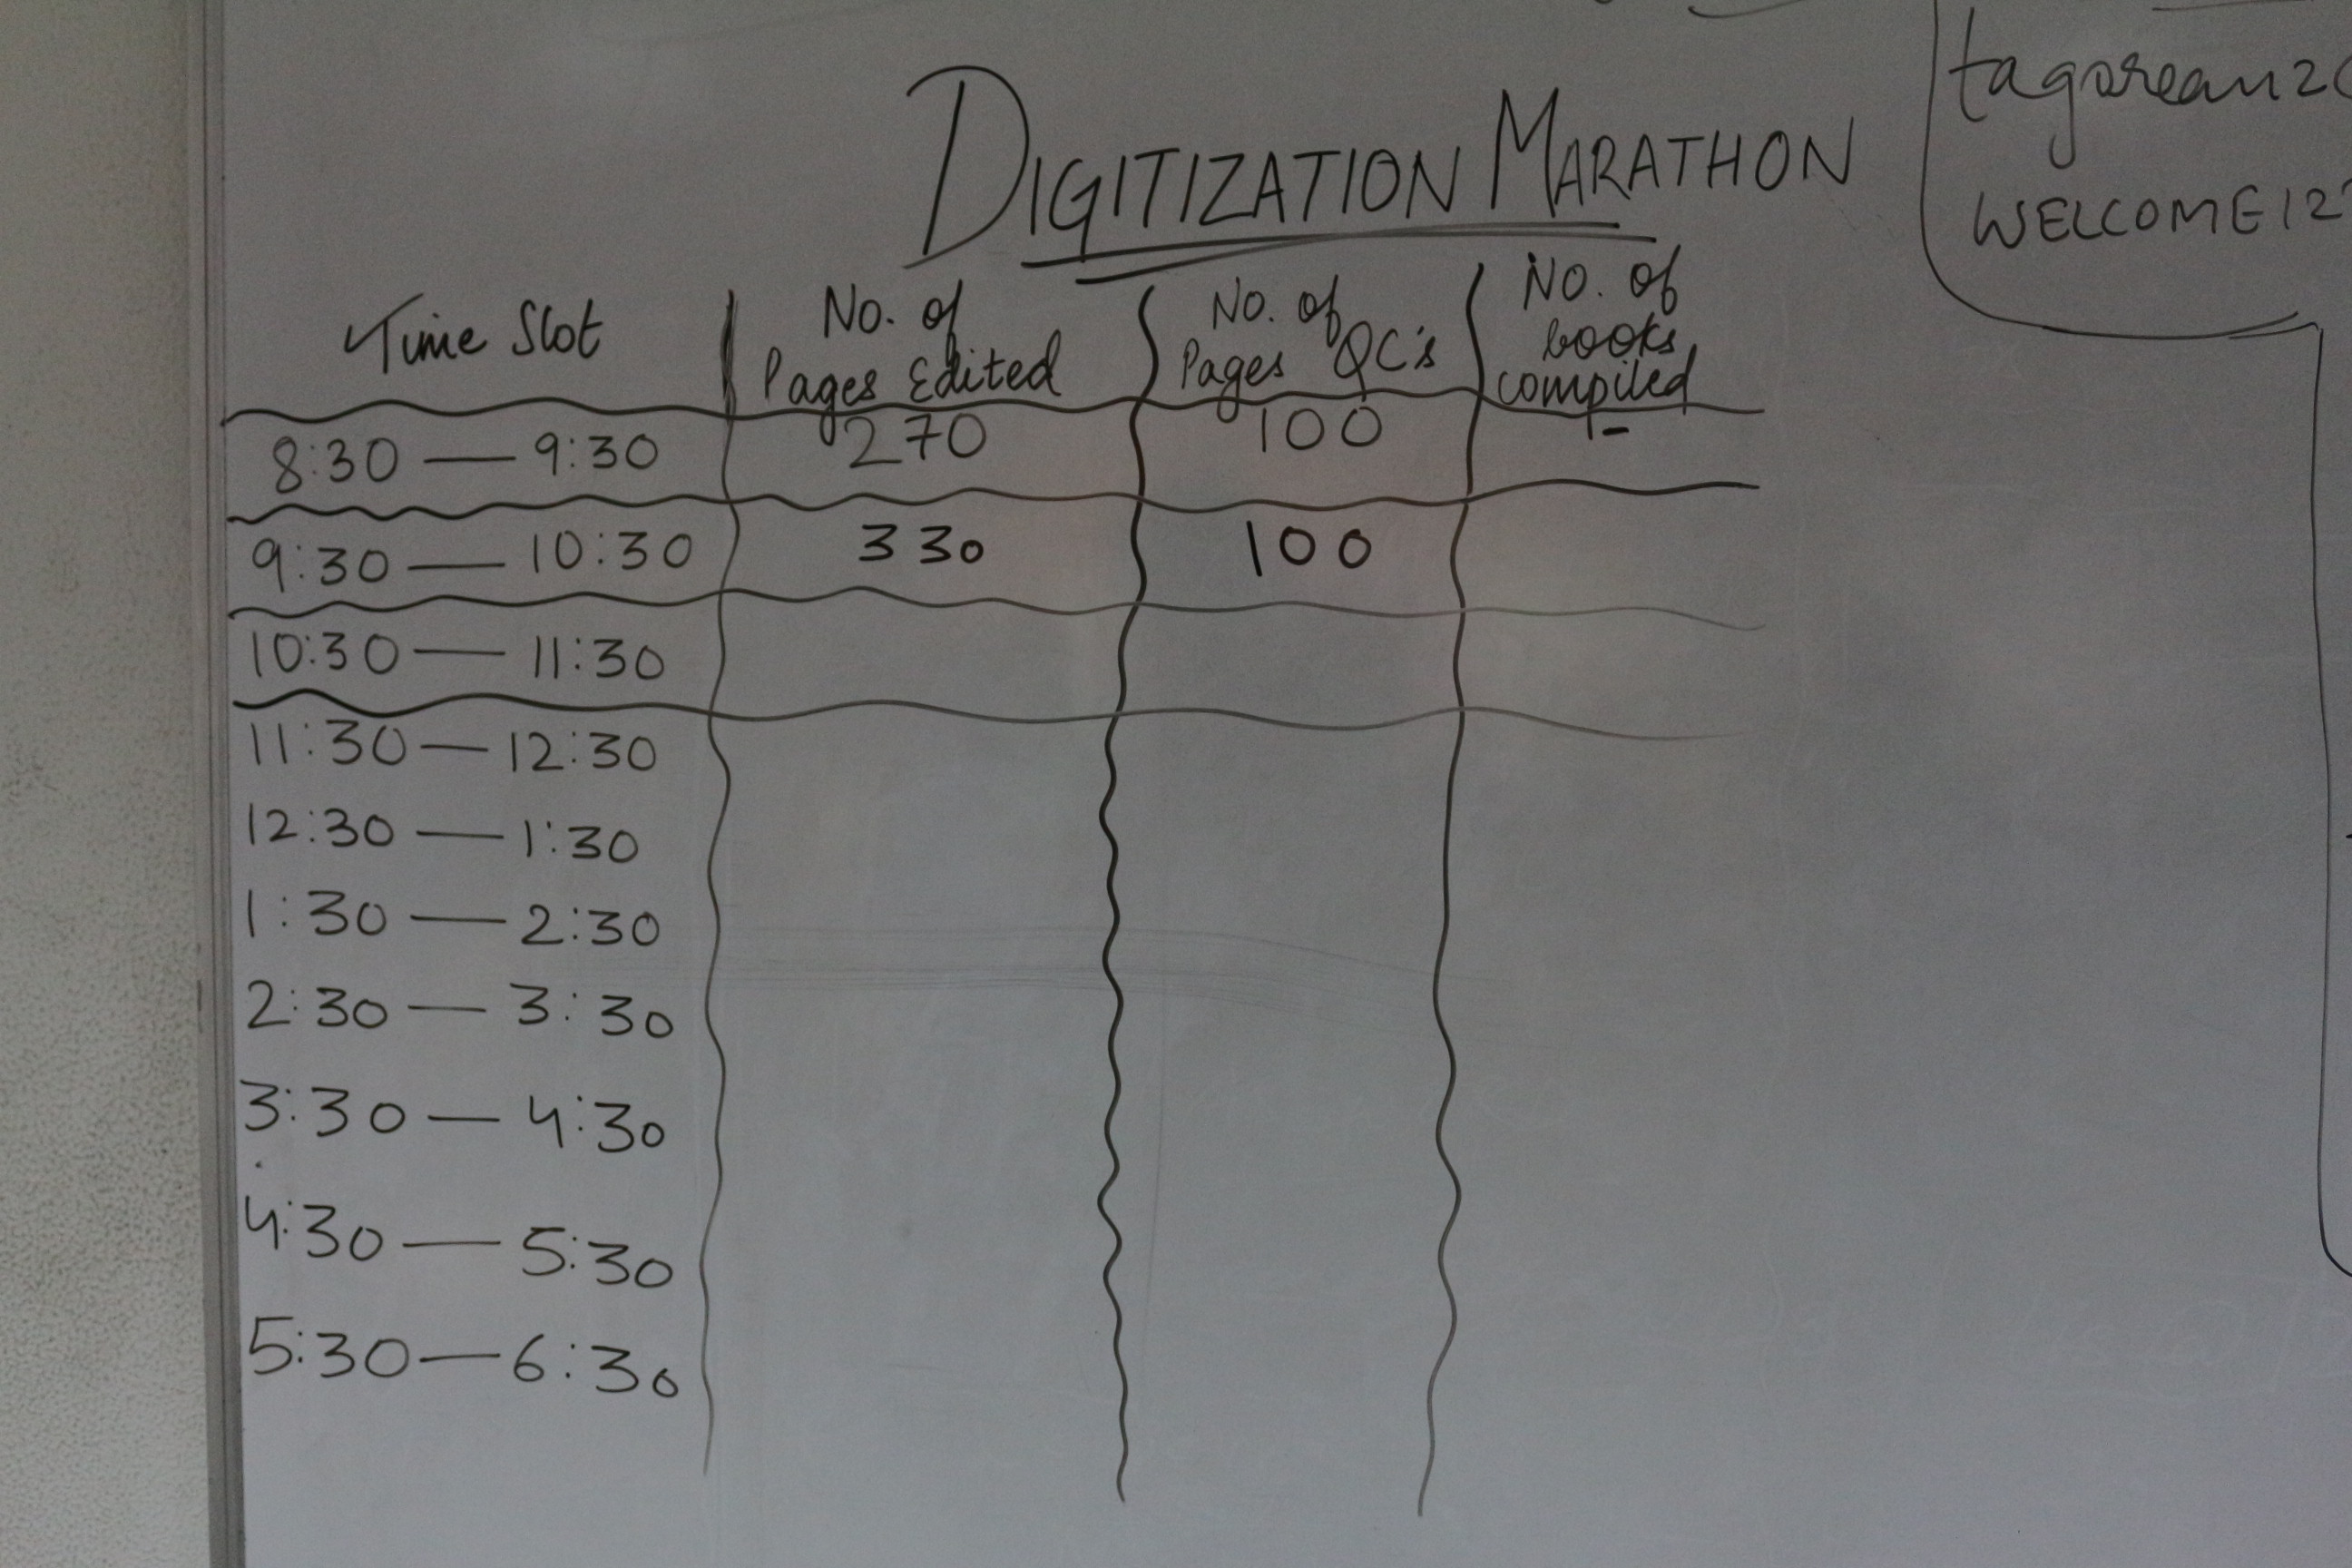 DIGITIZATION MARATHON
Time Slot
No. of
Pages Edited
No. of
Pages QC's
No. of
books
compiled
8:30 — 9:30 270 100 -
9:30 — 10:30 330 100
10:30 — 11:30
11:30 — 12:30
12:30 — 1:30
1:30 — 2:30
2:30 — 3:30
3:30 — 4:30
4:30 — 5:30
5:30 — 6:30
tagorean2
WELCOME12